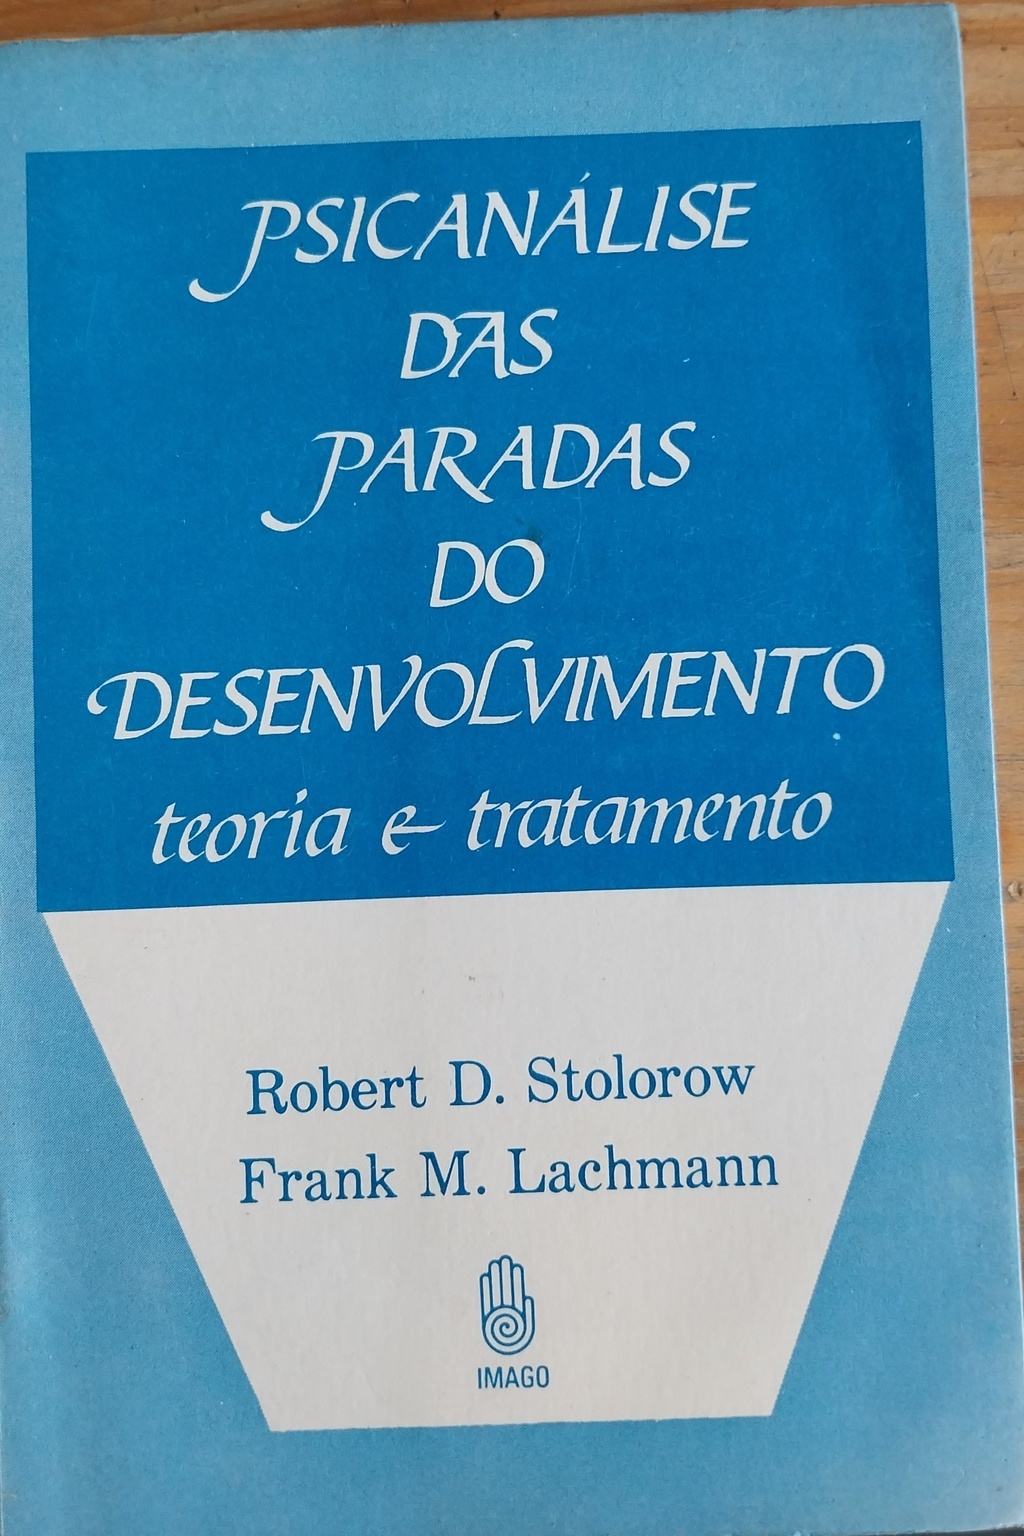 PSICANÁLISE
DAS
PARADAS
DO
DESENVOLVIMENTO
teoria e tratamento
Robert D. Stolorow
Frank M. Lachmann
IMAGO